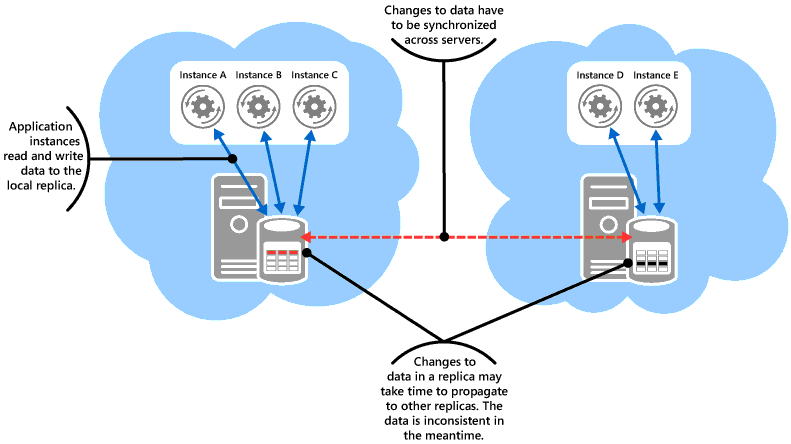 Changes to data have
to be synchronized
across servers.
Instance A
Instance B
Instance C
Instance D
Instance E
Application
instances
read and write
data to the
local replica.
Changes to
data in a replica may
take time to propagate
to other replicas. The
data is inconsistent in
the meantime.